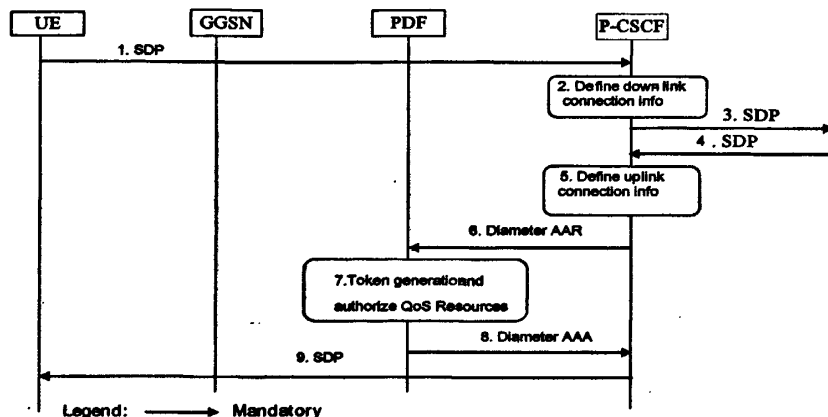 UE GGSN PDF P-CSCF
1. SDP
2. Define down link
connection info
3. SDP
4 . SDP
5. Define uplink
connection info
6. Diameter AAR
7.Token generationand
authorize QoS Resources
8. Diameter AAA
9. SDP
Legend: Mandatory